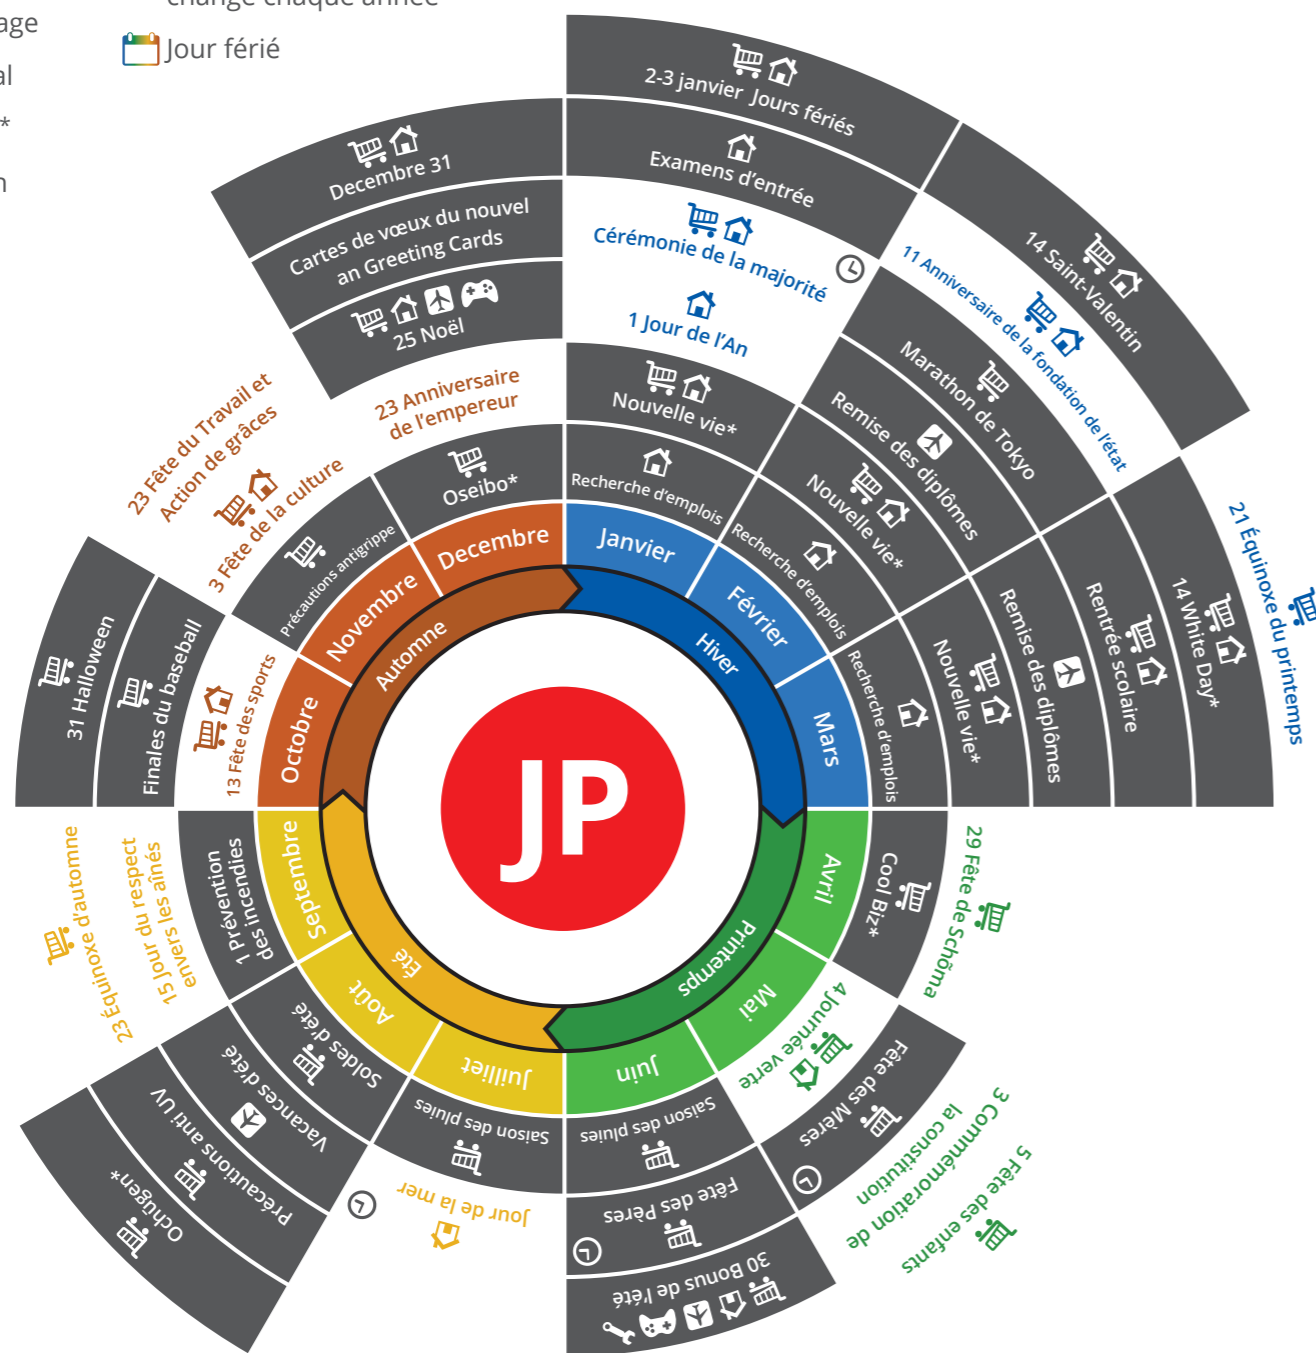 change chaque année
age
Jour férié
al
*
n
2-3 janvier Jours fériés
Examens d'entrée
Cérémonie de la majorité
1 Jour de l'An
Nouvelle vie*
Recherche d'emplois
Janvier
14 Saint-Valentin
11 Anniversaire de la fondation de l'état
Marathon de Tokyo
Remise des diplômes
Nouvelle vie*
Recherche d'emplois
Février
21 Équinoxe du printemps
14 White Day*
Rentrée scolaire
Remise des diplômes
Nouvelle vie*
Recherche d'emplois
Mars
Hiver
Avril
Cool Biz*
29 Fête de Schōma
Mai
4 Journée verte
Fête des Mères
3 Commémoration de
la constitution
5 Fête des enfants
Juin
Saison des pluies
Fête des Pères
30 Bonus de l'été
Printemps
Juilliet
Saison des pluies
Jour de la mer
Août
Soldes d'été
Vacances d'été
Précautions anti UV
Ochūgen*
Septembre
1 Prévention
des incendies
15 Jour du respect
envers les aînés
23 Équinoxe d'automne
Été
Octobre
13 Fête des sports
Finales du baseball
31 Halloween
Novembre
Précautions antigrippe
3 Fête de la culture
23 Fête du Travail et
Action de grâces
Decembre
Oseibo*
23 Anniversaire
de l'empereur
25 Noël
Cartes de vœux du nouvel
an Greeting Cards
Decembre 31
Automne
JP